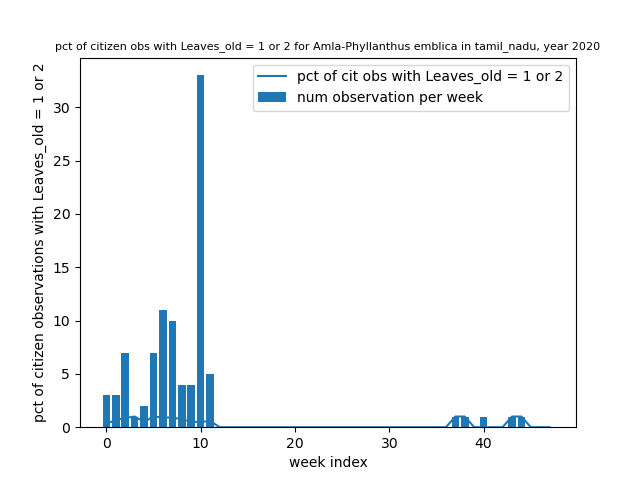 pct of citizen obs with Leaves_old = 1 or 2 for Amla-Phyllanthus emblica in tamil_nadu, year 2020
pct of cit obs with Leaves_old = 1 or 2
num observation per week
pct of citizen observations with Leaves_old = 1 or 2
30
25
20
15
10
5
0
0 10 20 30 40
week index